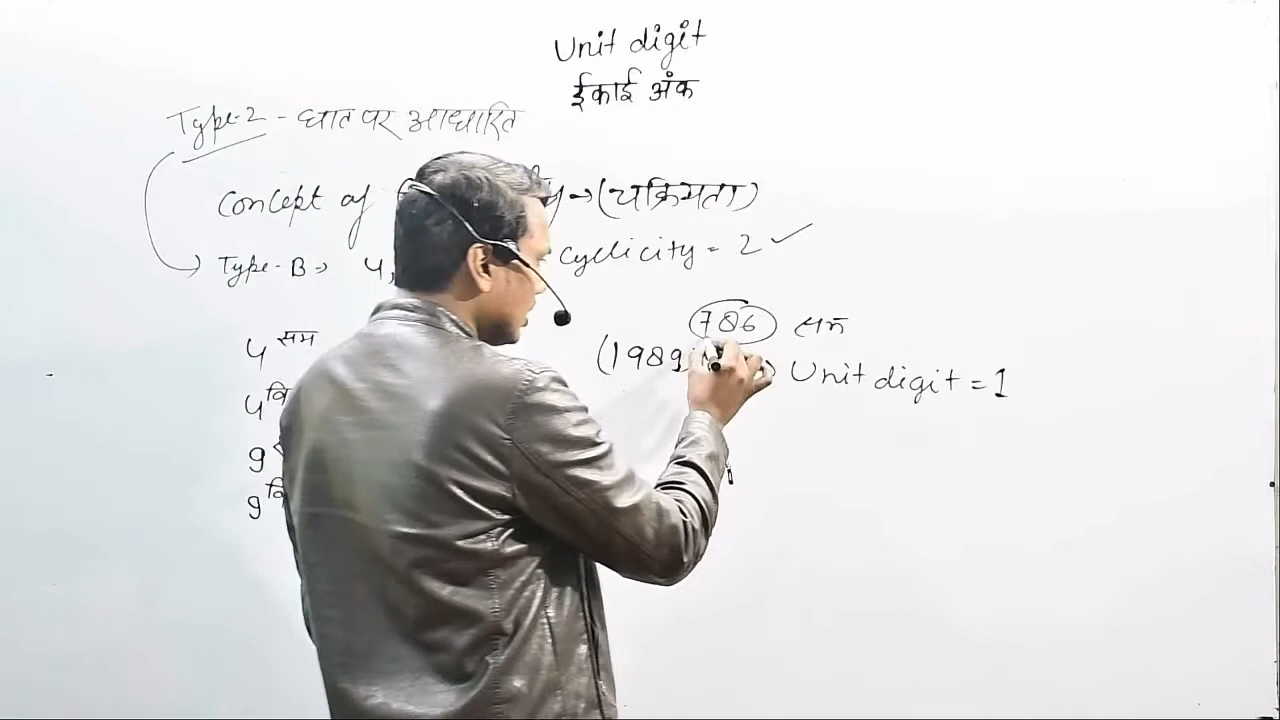 Unit digit
ईकाई अंक
Type-2 - घात पर आधारित
Concept of → (चक्रियता)
Type-B ⇒ 4, Cyclicity = 2 ✓
786 सम
4 सम
(1989 Unit digit = 1
4
9
9